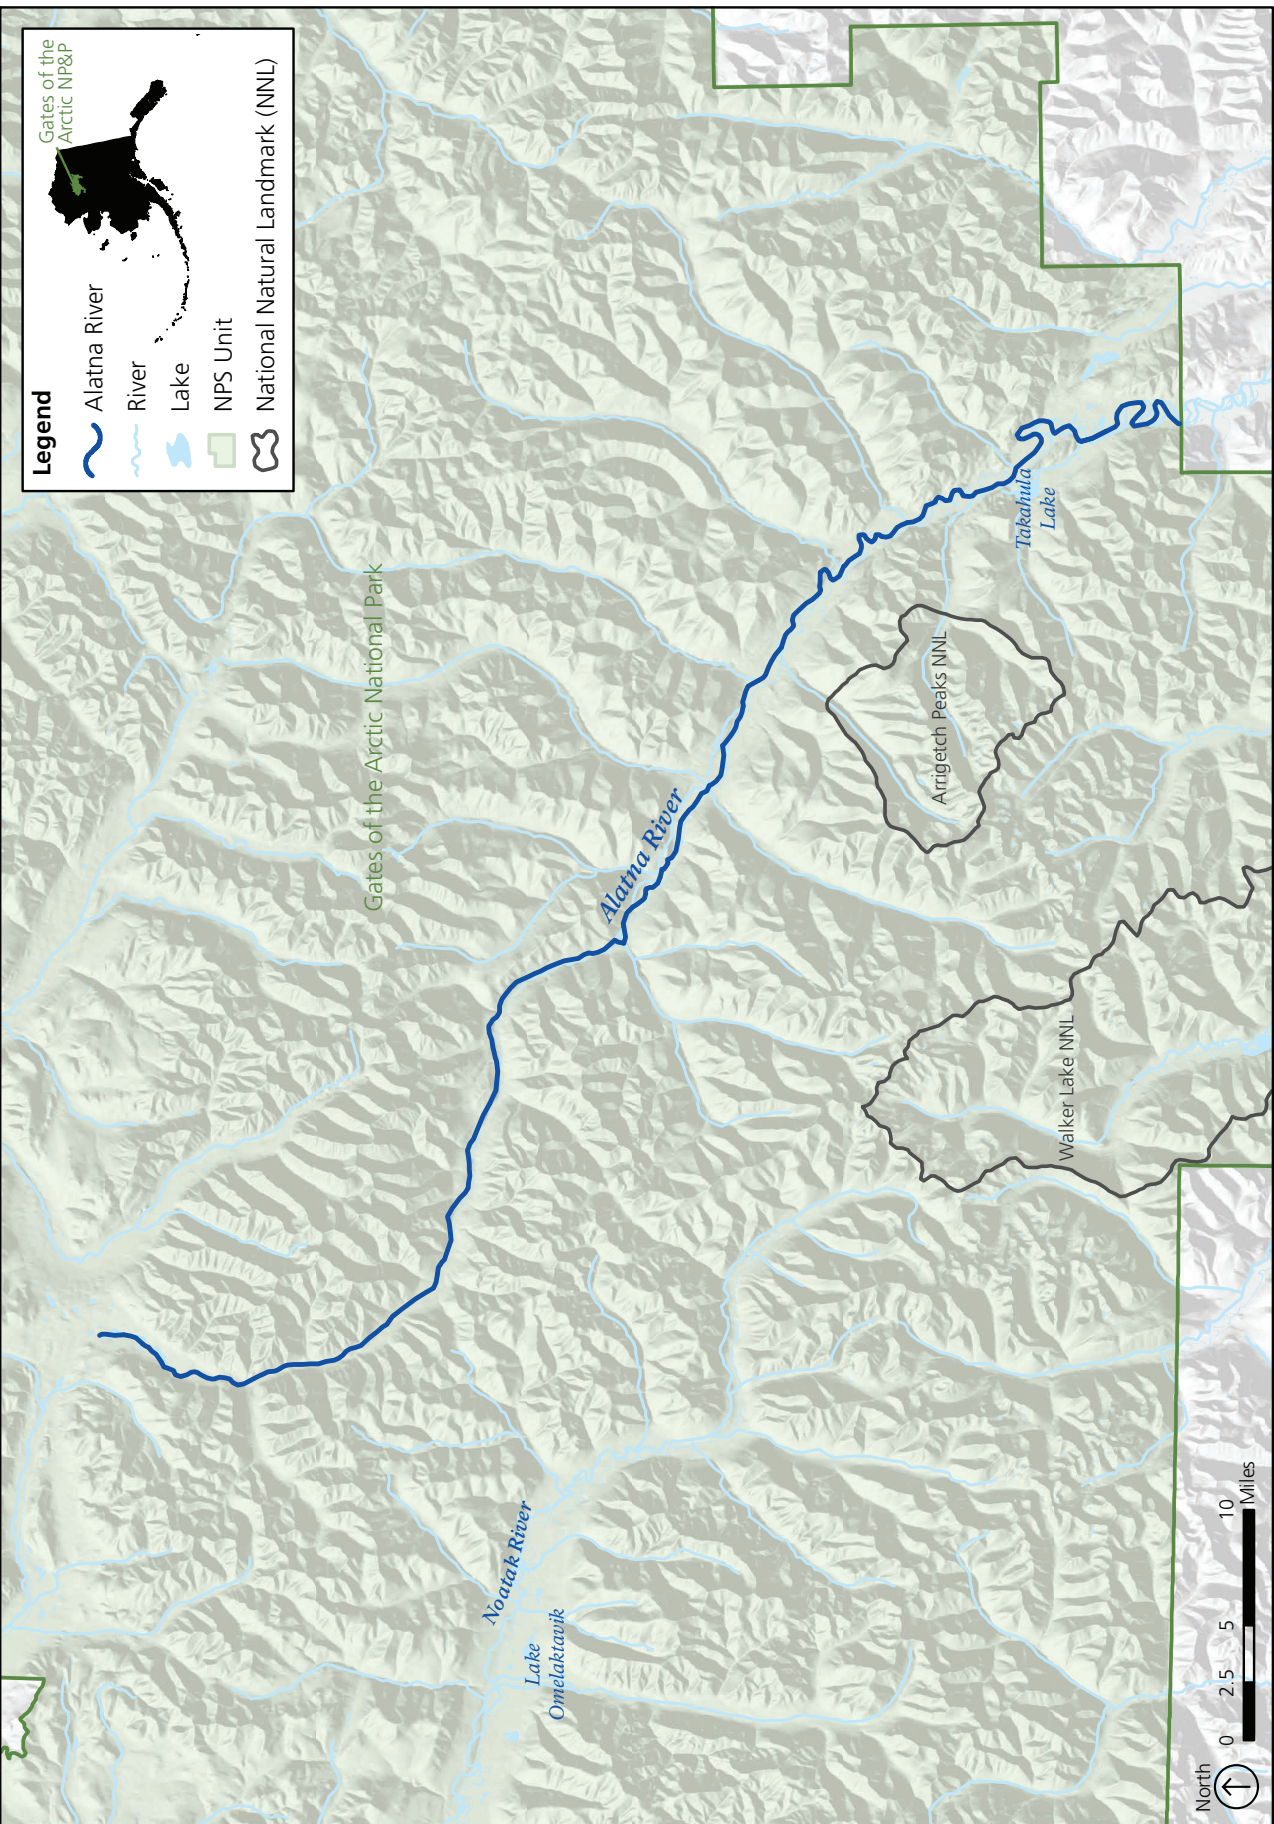 Legend
Alatna River
River
Lake
NPS Unit
National Natural Landmark (NNL)
Gates of the
Arctic NP&P
Gates of the Arctic National Park
Alatna River
Noatak River
Lake
Omelaktavik
Takahula
Lake
Arrigetch Peaks NNL
Walker Lake NNL
North
0 2.5 5 10
Miles